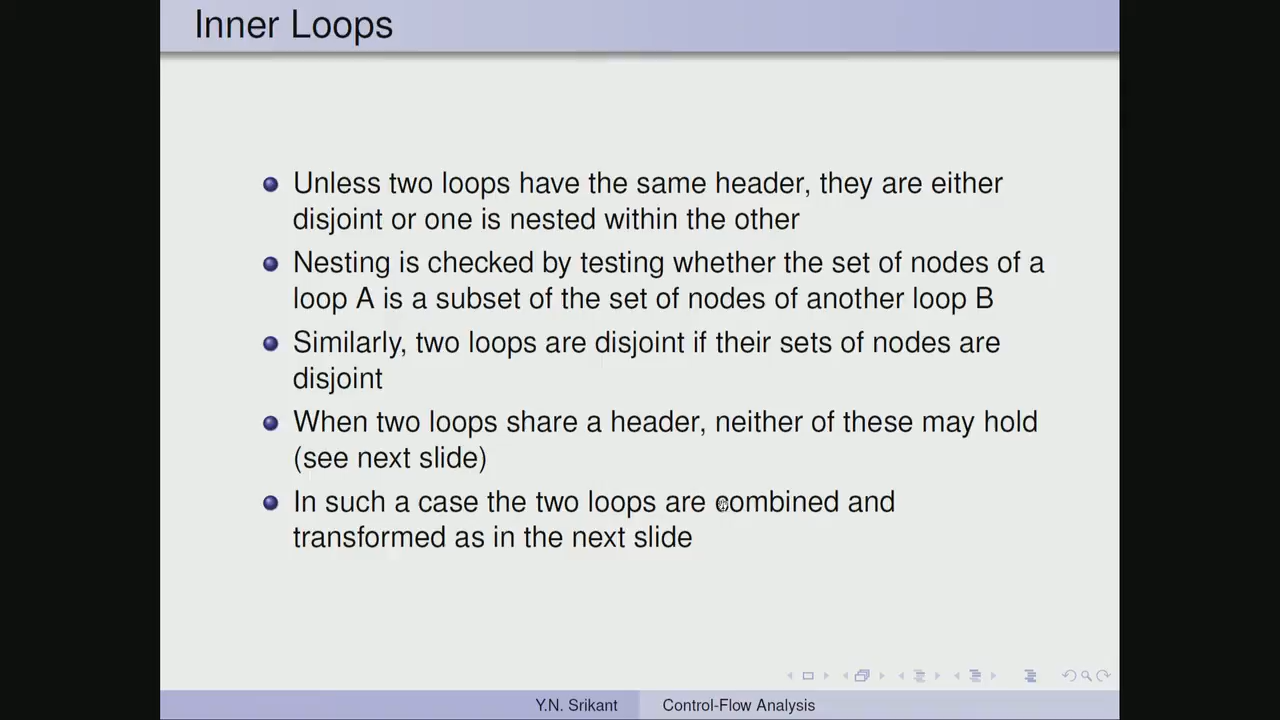 Inner Loops
Unless two loops have the same header, they are either
disjoint or one is nested within the other
Nesting is checked by testing whether the set of nodes of a
loop A is a subset of the set of nodes of another loop B
Similarly, two loops are disjoint if their sets of nodes are
disjoint
When two loops share a header, neither of these may hold
(see next slide)
In such a case the two loops are combined and
transformed as in the next slide
Y.N. Srikant Control-Flow Analysis